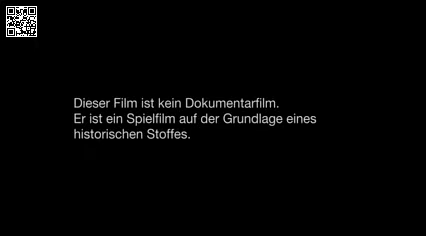 Dieser Film ist kein Dokumentarfilm.
Er ist ein Spielfilm auf der Grundlage eines
historischen Stoffes.